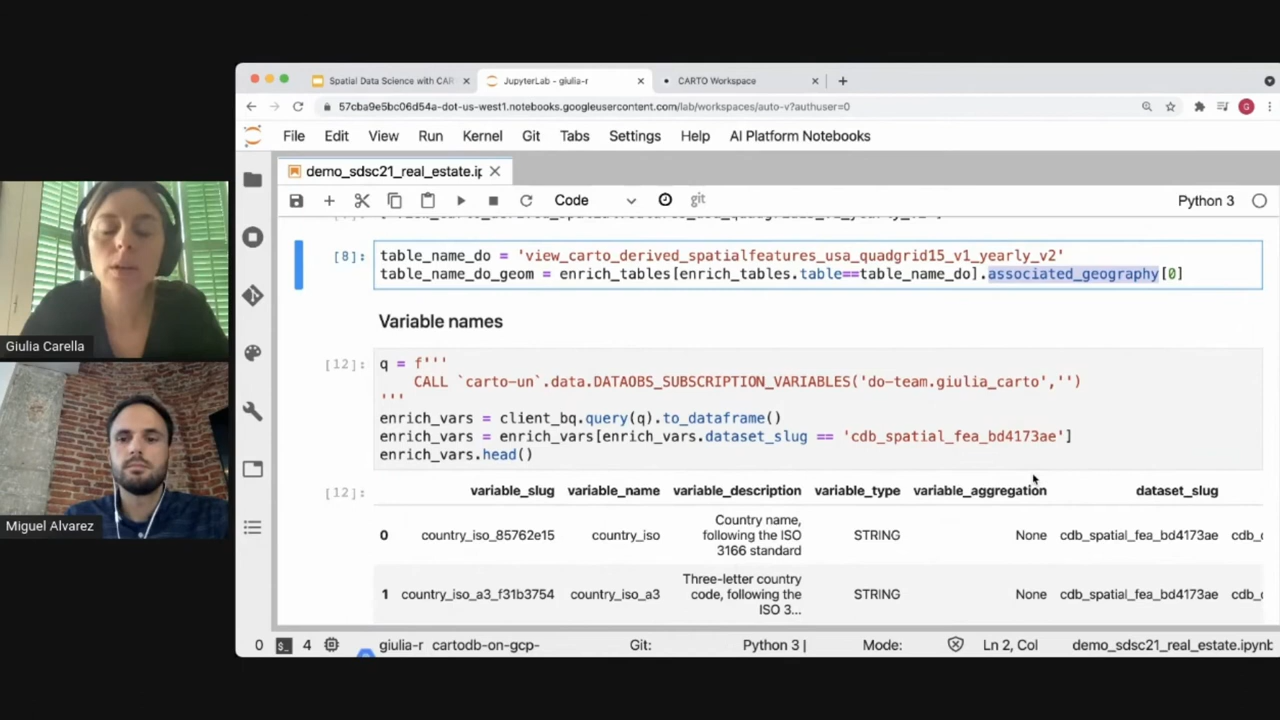 Spatial Data Science with CAR
JupyterLab - giulia-r
CARTO Workspace
57cba9e5bc06d54a-dot-us-west1.notebooks.googleusercontent.com/lab/workspaces/auto-v?authuser=0
G
File Edit View Run Kernel Git Tabs Settings Help AI Platform Notebooks
demo_sdsc21_real_estate.ip
Code git Python 3
[8]: table_name_do = 'view_carto_derived_spatialfeatures_usa_quadgrid15_v1_yearly_v2'
table_name_do_geom = enrich_tables[enrich_tables.table==table_name_do].associated_geography[0]
Variable names
[12]: q = f'''
CALL `carto-un`.data.DATAOBS_SUBSCRIPTION_VARIABLES('do-team.giulia_carto','')
'''
enrich_vars = client_bq.query(q).to_dataframe()
enrich_vars = enrich_vars[enrich_vars.dataset_slug == 'cdb_spatial_fea_bd4173ae']
enrich_vars.head()
[12]: variable_slug variable_name variable_description variable_type variable_aggregation dataset_slug
0 country_iso_85762e15 country_iso Country name, following the ISO 3166 standard STRING None cdb_spatial_fea_bd4173ae cdb_
1 country_iso_a3_f31b3754 country_iso_a3 Three-letter country code, following the ISO 3... STRING None cdb_spatial_fea_bd4173ae cdb_
0 $_ 4 giulia-r cartodb-on-gcp- Git: Python 3 | Mode: Ln 2, Col demo_sdsc21_real_estate.ipynb
Giulia Carella
Miguel Alvarez